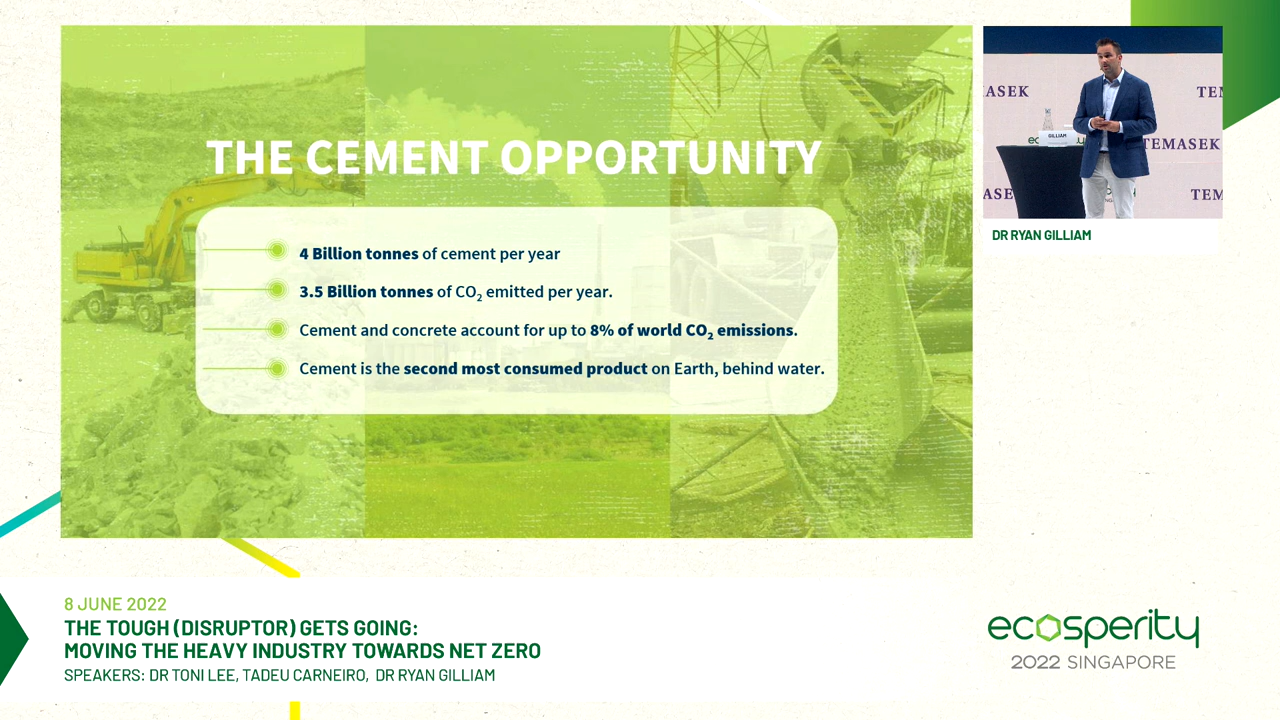 THE CEMENT OPPORTUNITY
4 Billion tonnes of cement per year
3.5 Billion tonnes of CO₂ emitted per year.
Cement and concrete account for up to 8% of world CO₂ emissions.
Cement is the second most consumed product on Earth, behind water.
MASEK
TEM
GILLIAM
TEMASEK
ASE
TEM
DR RYAN GILLIAM
8 JUNE 2022
THE TOUGH (DISRUPTOR) GETS GOING:
MOVING THE HEAVY INDUSTRY TOWARDS NET ZERO
SPEAKERS: DR TONI LEE, TADEU CARNEIRO, DR RYAN GILLIAM
ecosperity
2022 SINGAPORE